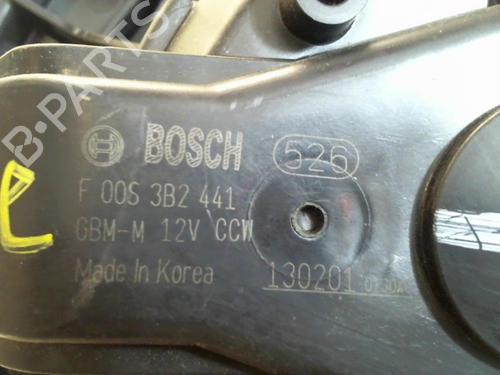 BOSCH 526
F 00S 3B2 441
GBM-M 12V CCW
Made In Korea 130201
B-PARTS